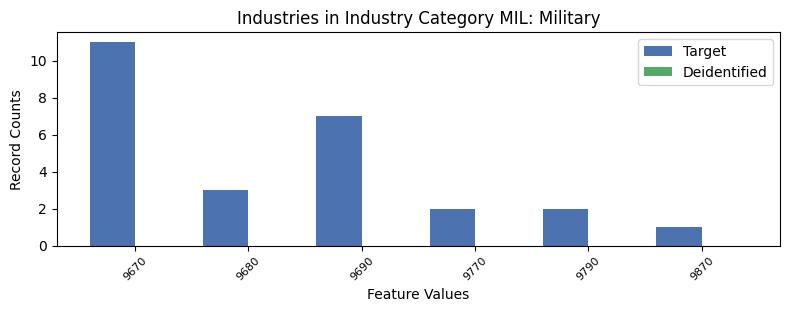 Industries in Industry Category MIL: Military
Target
Deidentified
Record Counts
10
8
6
4
2
0
9670 9680 9690 9770 9790 9870
Feature Values